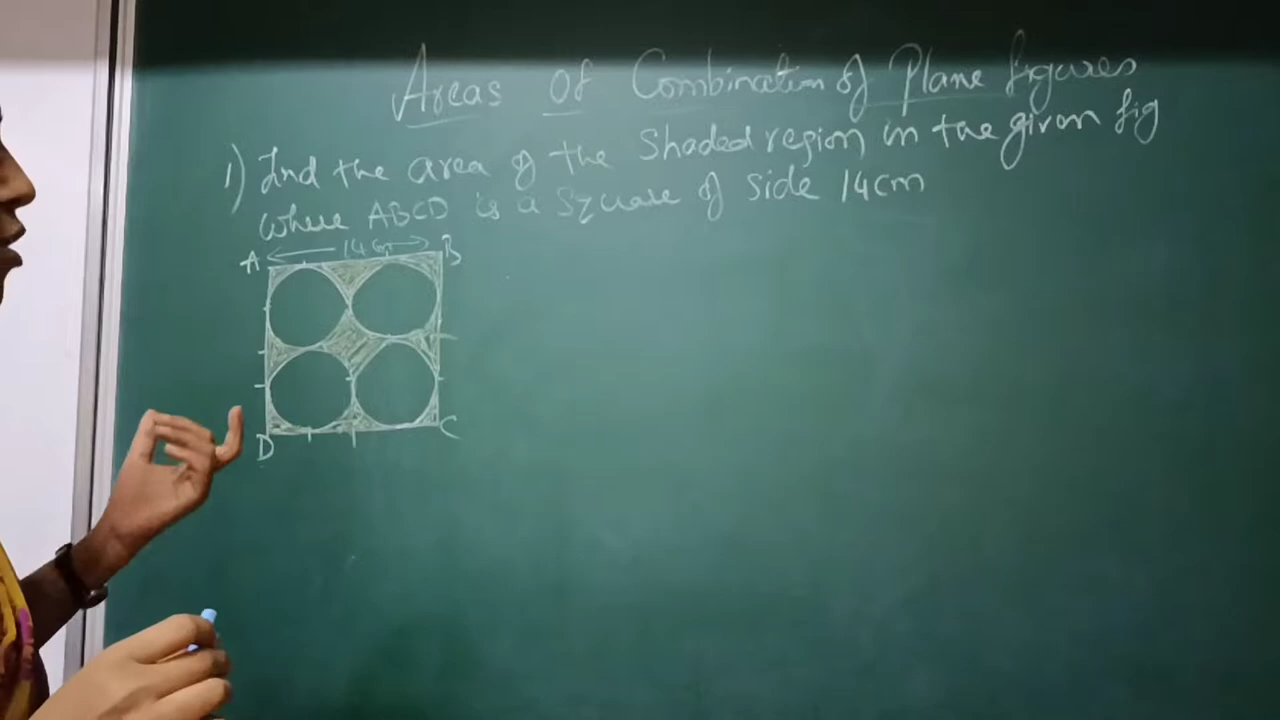 Areas Of Combination of Plane figures
1) Find the area of the Shaded region in the given fig
where ABCD is a Square of side 14cm
A 14cm B
D C